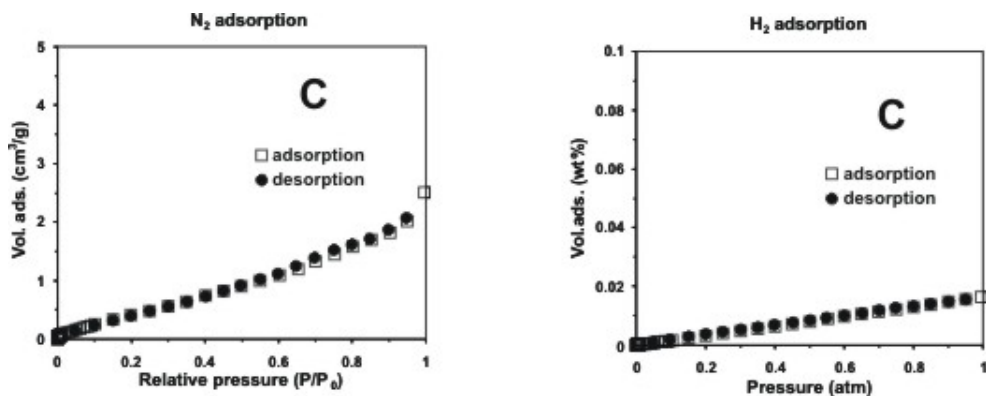 N₂ adsorption
5
4
3
2
1
0
0
0.2
0.4
0.6
0.8
1
Vol. ads. (cm³/g)
Relative pressure (P/P₀)
C
adsorption
desorption
H₂ adsorption
0.1
0.08
0.06
0.04
0.02
0
0
0.2
0.4
0.6
0.8
1
Vol.ads. (wt%)
Pressure (atm)
C
adsorption
desorption